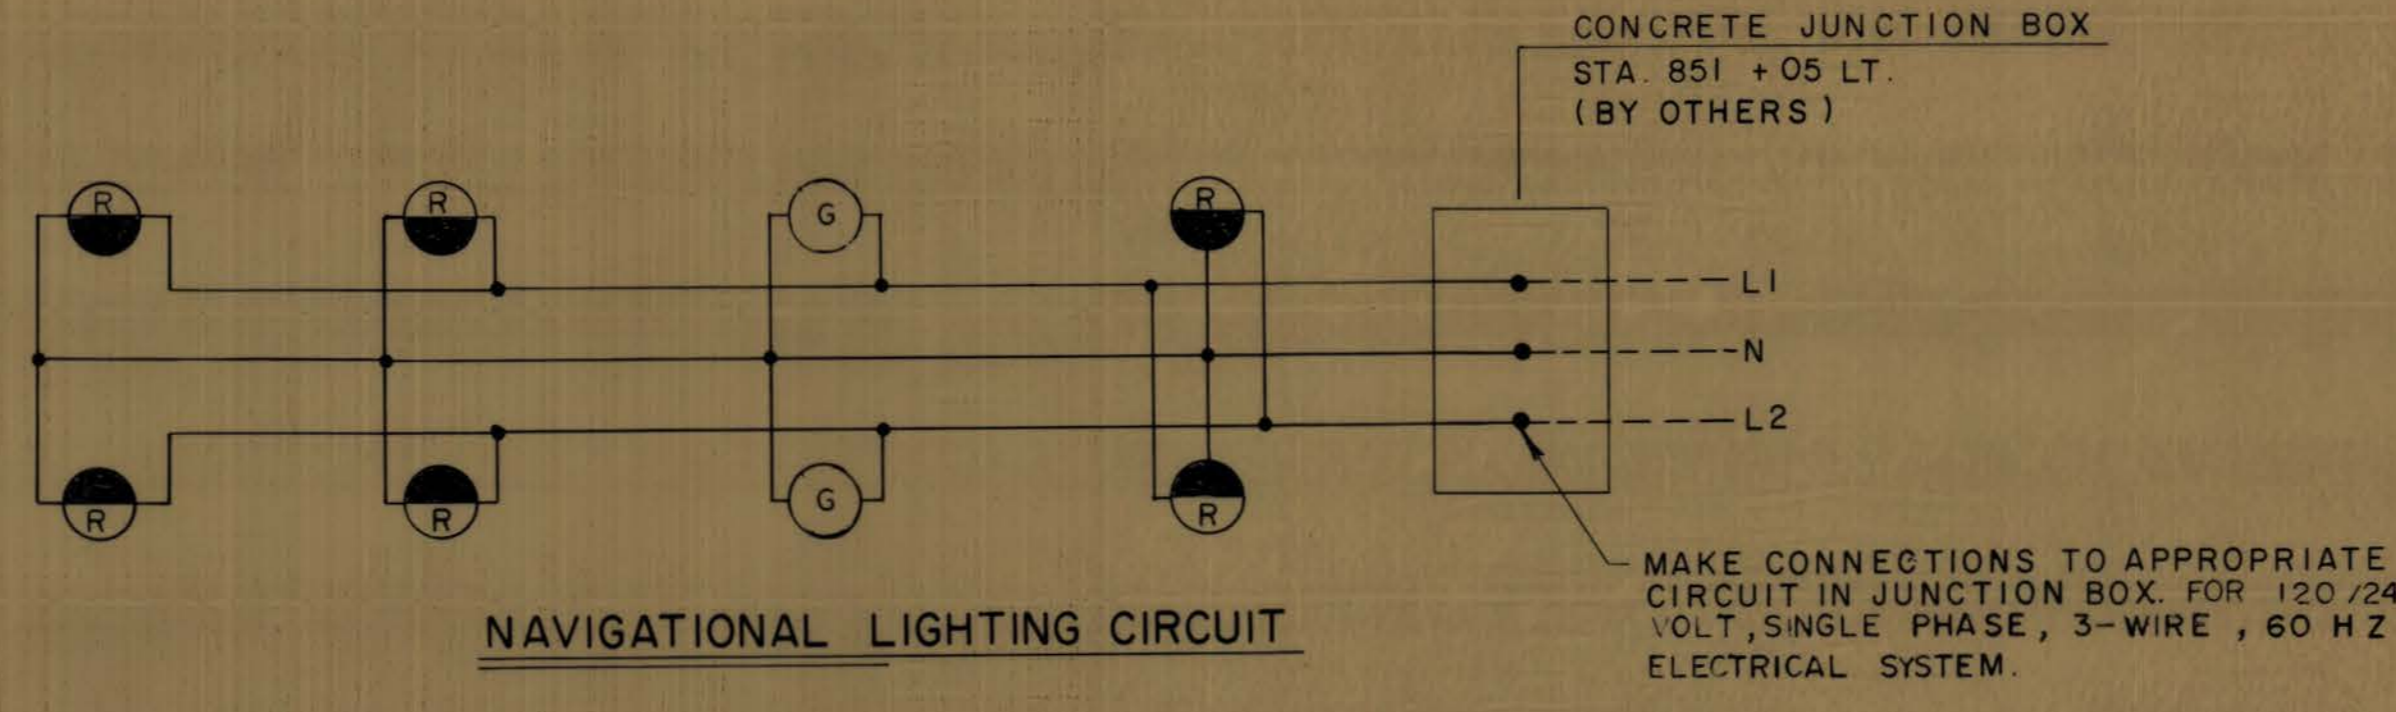 CONCRETE JUNCTION BOX
STA. 851 + 05 LT.
(BY OTHERS)
R R G R
L1
N
L2
R R G R
MAKE CONNECTIONS TO APPROPRIATE
CIRCUIT IN JUNCTION BOX. FOR 120/24
VOLT, SINGLE PHASE, 3-WIRE, 60 HZ
ELECTRICAL SYSTEM.
NAVIGATIONAL LIGHTING CIRCUIT